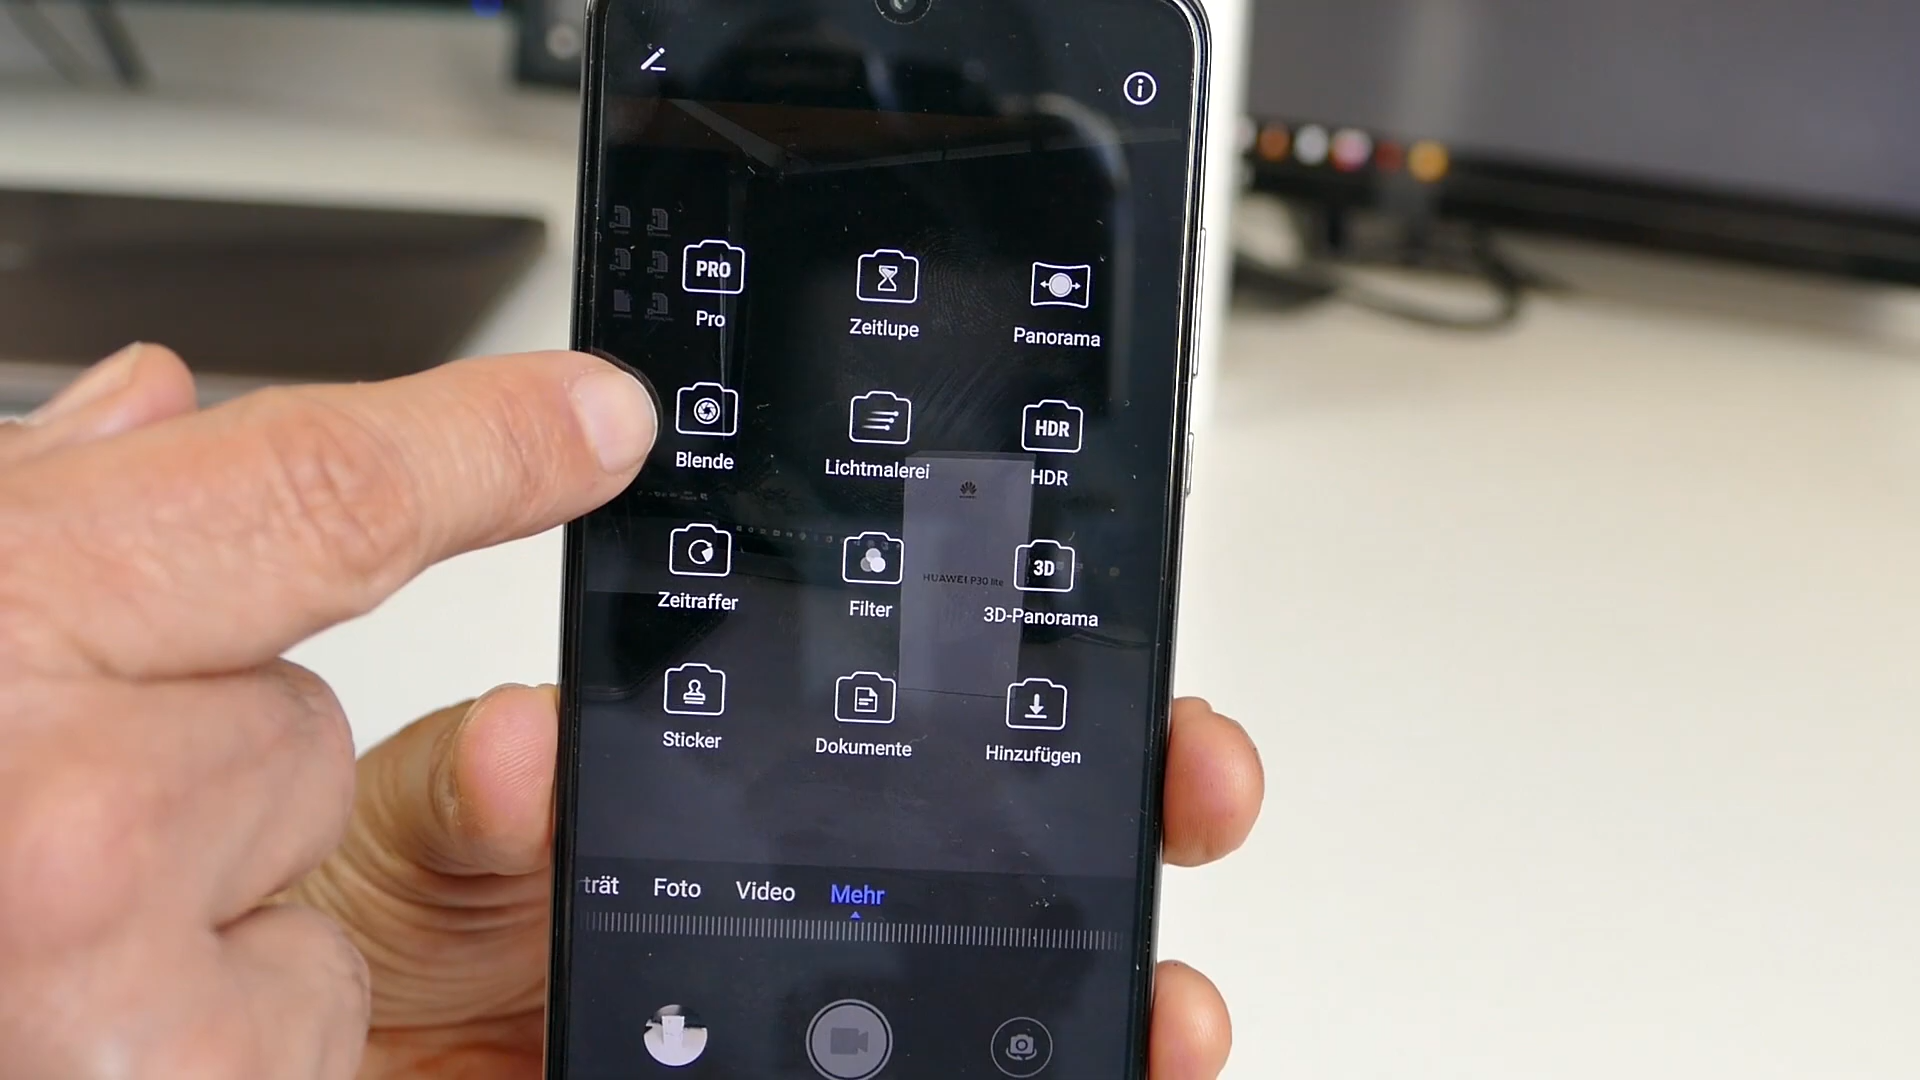 PRO
Pro
Zeitlupe
Panorama
Blende
Lichtmalerei
HDR
HDR
Zeitraffer
Filter
3D
3D-Panorama
HUAWEI P30 lite
Sticker
Dokumente
Hinzufügen
trät
Foto
Video
Mehr